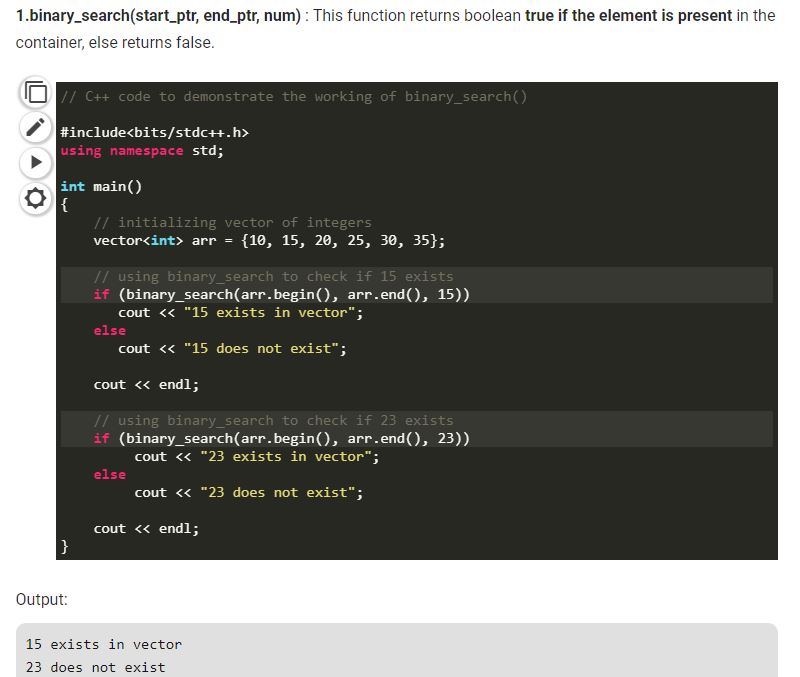 1.binary_search(start_ptr, end_ptr, num) : This function returns boolean true if the element is present in the
container, else returns false.
// C++ code to demonstrate the working of binary_search()
#include<bits/stdc++.h>
using namespace std;
int main()
{
    // initializing vector of integers
    vector<int> arr = {10, 15, 20, 25, 30, 35};
    // using binary_search to check if 15 exists
    if (binary_search(arr.begin(), arr.end(), 15))
       cout << "15 exists in vector";
    else
       cout << "15 does not exist";
    cout << endl;
    // using binary_search to check if 23 exists
    if (binary_search(arr.begin(), arr.end(), 23))
         cout << "23 exists in vector";
    else
         cout << "23 does not exist";
    cout << endl;
}
Output:
15 exists in vector
23 does not exist